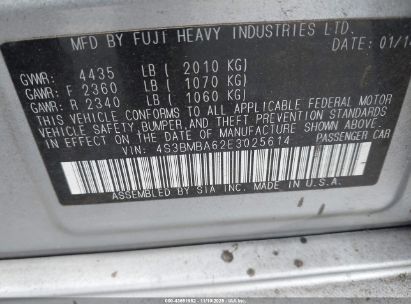 MFD BY FUJI HEAVY INDUSTRIES LTD.
DATE: 01/1
GVWR: 4435 LB ( 2010 KG)
GAWR: F 2360 LB ( 1070 KG)
GAWR: R 2340 LB ( 1060 KG)
THIS VEHICLE CONFORMS TO ALL APPLICABLE FEDERAL MOTOR
VEHICLE SAFETY, BUMPER, AND THEFT PREVENTION STANDARDS
IN EFFECT ON THE DATE OF MANUFACTURE SHOWN ABOVE.
VIN: 4S3BMBA62E3025614 PASSENGER CAR
ASSEMBLED BY SIA INC. MADE IN U.S.A.